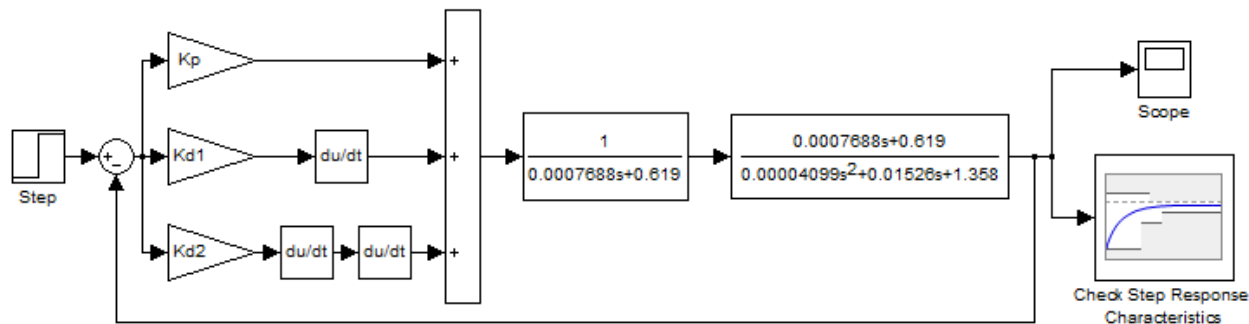 Kp
+
Scope
Step
+
−
Kd1
du/dt
+
1
0.0007688s+0.619
0.0007688s+0.619
0.00004099s²+0.01526s+1.358
Kd2
du/dt
du/dt
+
Check Step Response
Characteristics